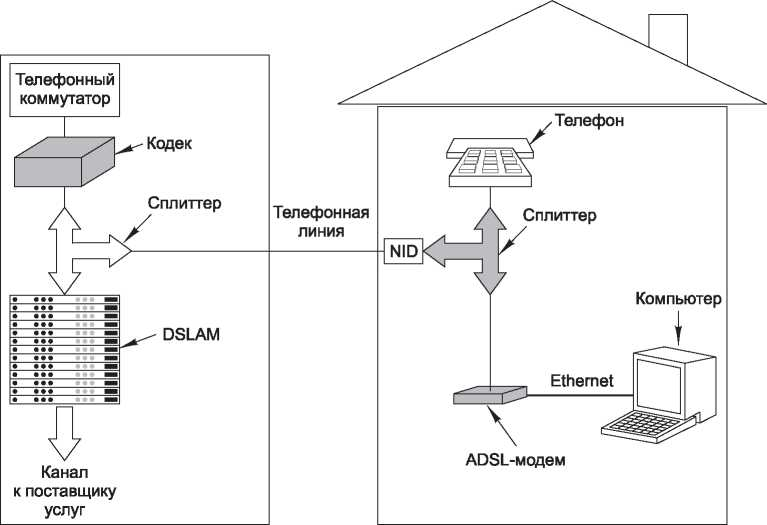 Телефонный
коммутатор
Кодек
Сплиттер
DSLAM
Канал
к поставщику
услуг
Телефонная
линия
NID
Телефон
Сплиттер
Компьютер
Ethernet
ADSL-модем